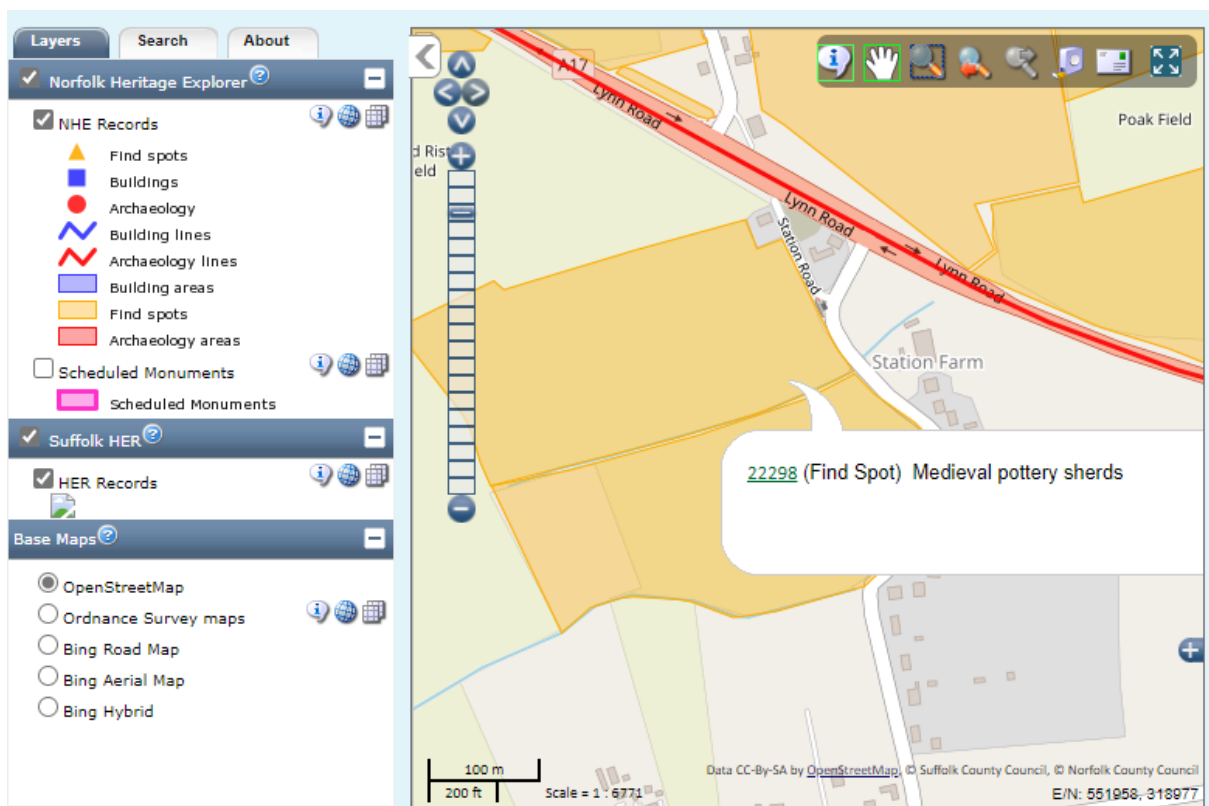 Layers Search About
Norfolk Heritage Explorer
NHE Records
Find spots
Buildings
Archaeology
Building lines
Archaeology lines
Building areas
Find spots
Archaeology areas
Scheduled Monuments
Scheduled Monuments
Suffolk HER
HER Records
Base Maps
OpenStreetMap
Ordnance Survey maps
Bing Road Map
Bing Aerial Map
Bing Hybrid
A17
Lynn Road
Poak Field
d Rist
eld
Lynn Road
Station Road
Lynn Road
Station Farm
22298 (Find Spot) Medieval pottery sherds
100 m
200 ft
Scale = 1 : 6771
Data CC-By-SA by OpenStreetMap, © Suffolk County Council, © Norfolk County Council
E/N: 551958, 318977